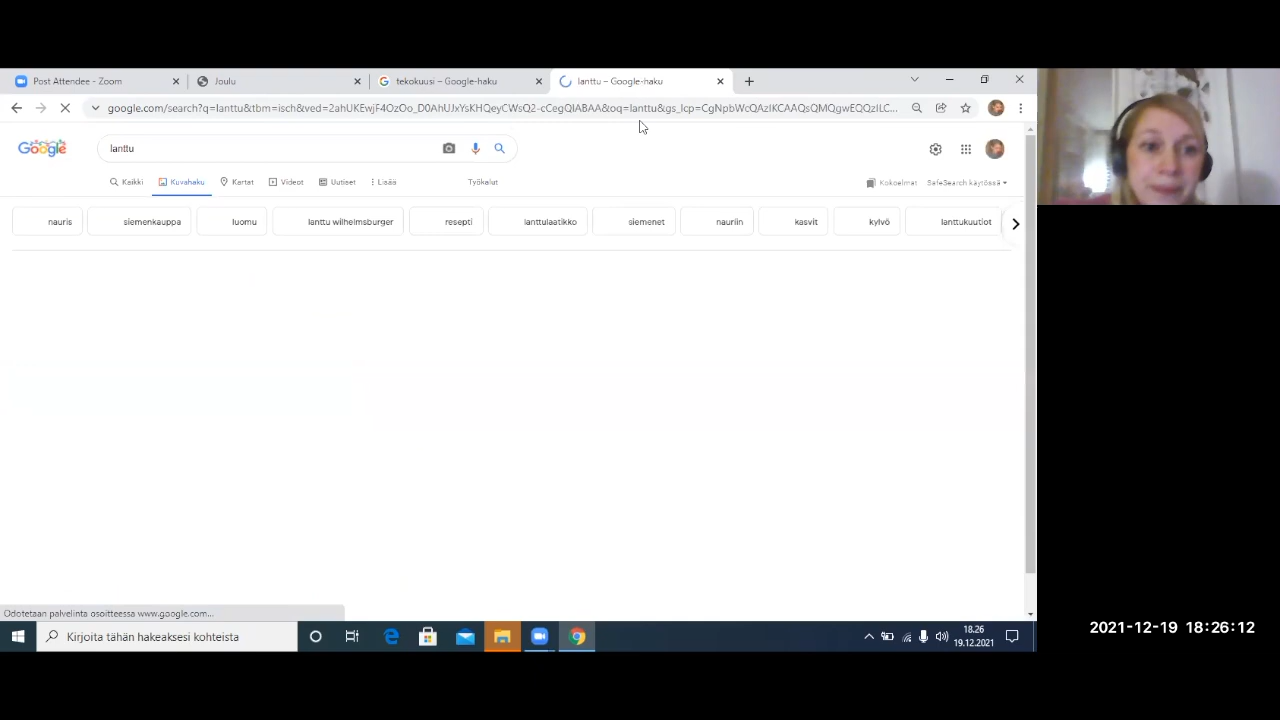 Post Attendee - Zoom
Joulu
tekokuusi – Google-haku
lanttu – Google-haku
google.com/search?q=lanttu&tbm=isch&ved=2ahUKEwjF4OzOo_D0AhUJxYsKHQeyCWsQ2-cCegQIABAA&oq=lanttu&gs_lcp=CgNpbWcQAzIKCAAQsQMQgwEQQzILC...
Google
lanttu
Kaikki
Kuvahaku
Kartat
Videot
Uutiset
Lisää
Työkalut
Kokoelmat
SafeSearch käytössä
nauris
siemenkauppa
luomu
lanttu wilhelmsburger
resepti
lanttulaatikko
siemenet
nauriin
kasvit
kylvö
lanttukuutiot
Odotetaan palvelinta osoitteessa www.google.com...
Kirjoita tähän hakeaksesi kohteista
18.26
19.12.2021
2021-12-19 18:26:12